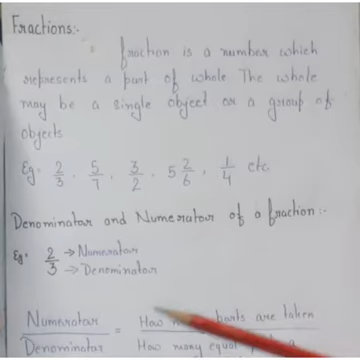 Fractions:-
fraction is a number which
represents a part of whole The whole
may be a single object or a group of
objects
Eg. 2/3, 5/7, 3/2, 5 2/6, 1/4 etc.
Denominator and Numerator of a fraction:-
Eg:- 2/3 → Numerator
→ Denominator
Numerator/Denominator = How parts are taken
How many equal